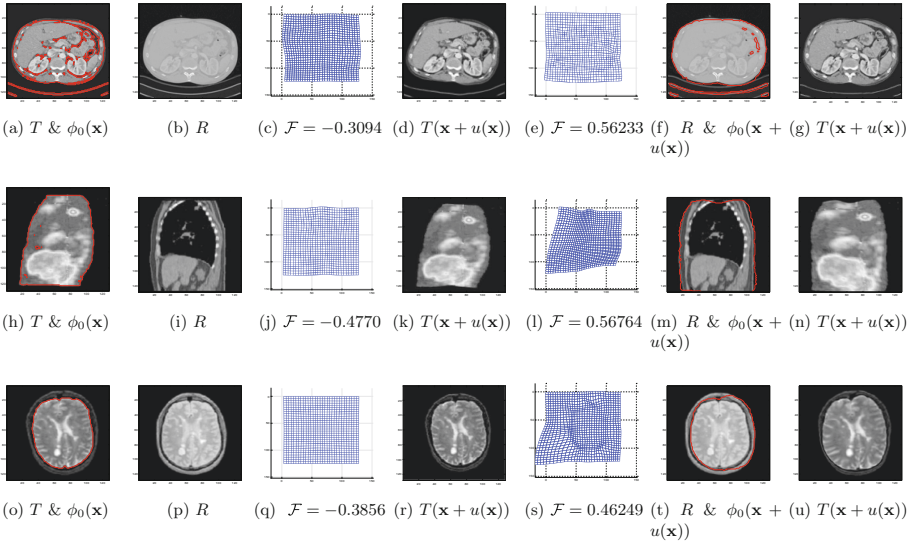 (a) T & ϕ₀(𝐱) (b) R (c) ℱ = −0.3094 (d) T(𝐱 + u(𝐱)) (e) ℱ = 0.56233 (f) R & ϕ₀(𝐱 + (g) T(𝐱 + u(𝐱))
u(𝐱))
(h) T & ϕ₀(𝐱) (i) R (j) ℱ = −0.4770 (k) T(𝐱 + u(𝐱)) (l) ℱ = 0.56764 (m) R & ϕ₀(𝐱 + (n) T(𝐱 + u(𝐱))
u(𝐱))
(o) T & ϕ₀(𝐱) (p) R (q) ℱ = −0.3856 (r) T(𝐱 + u(𝐱)) (s) ℱ = 0.46249 (t) R & ϕ₀(𝐱 + (u) T(𝐱 + u(𝐱))
u(𝐱))